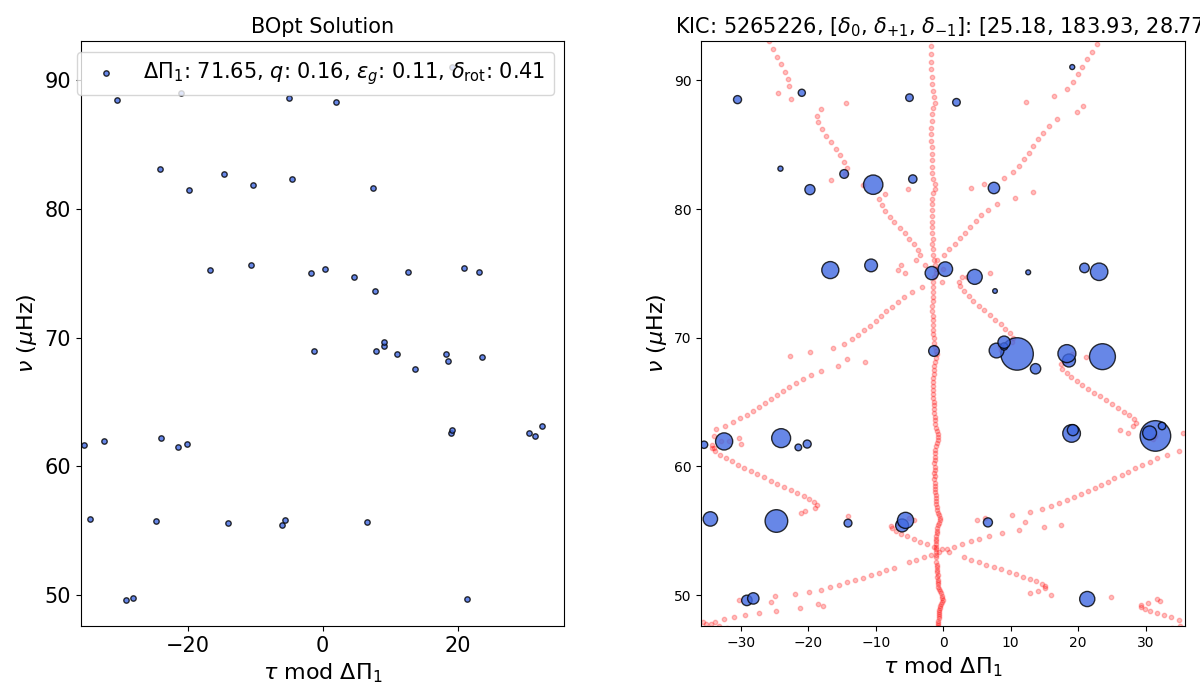 BOpt Solution
KIC: 5265226, [δ₀, δ₊₁, δ₋₁]: [25.18, 183.93, 28.77
ΔΠ₁: 71.65, q: 0.16, ε_g: 0.11, δ_rot: 0.41
90
80
70
60
50
ν (μHz)
−20 0 20
τ mod ΔΠ₁
90
80
70
60
50
ν (μHz)
−30 −20 −10 0 10 20 30
τ mod ΔΠ₁